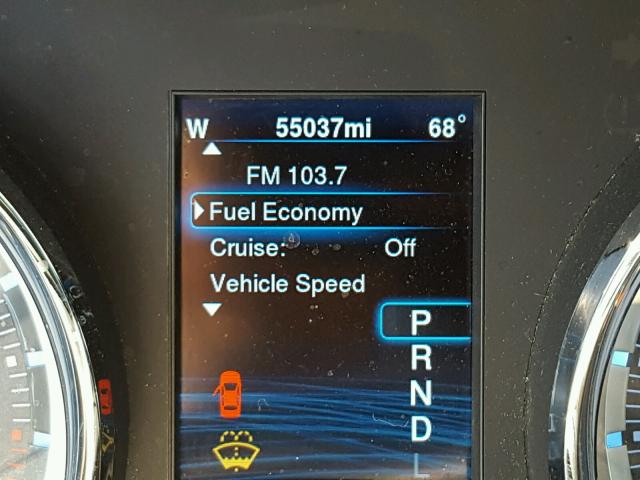 W 55037mi 68°
FM 103.7
Fuel Economy
Cruise: Off
Vehicle Speed
P
R
N
D
L